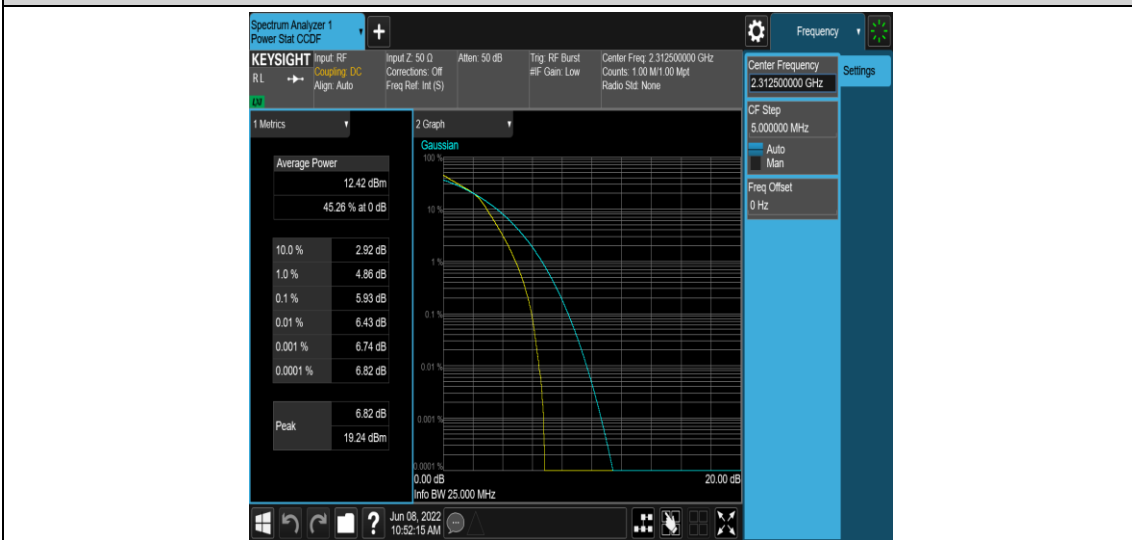 Spectrum Analyzer 1
Power Stat CCDF
+
Frequency
KEYSIGHT
RL
LXI
Input: RF
Coupling: DC
Align: Auto
Input Z: 50 Ω
Corrections: Off
Freq Ref: Int (S)
Atten: 50 dB
Trig: RF Burst
#IF Gain: Low
Center Freq: 2.312500000 GHz
Counts: 1.00 M/1.00 Mpt
Radio Std: None
Center Frequency
2.312500000 GHz
Settings
CF Step
5.000000 MHz
Auto
Man
Freq Offset
0 Hz
1 Metrics
Average Power
12.42 dBm
45.26 % at 0 dB
10.0 % 2.92 dB
1.0 % 4.86 dB
0.1 % 5.93 dB
0.01 % 6.43 dB
0.001 % 6.74 dB
0.0001 % 6.82 dB
Peak
6.82 dB
19.24 dBm
2 Graph
Gaussian
100 %
10 %
1 %
0.1 %
0.01 %
0.001 %
0.0001 %
0.00 dB 20.00 dB
Info BW 25.000 MHz
?
Jun 08, 2022
10:52:15 AM